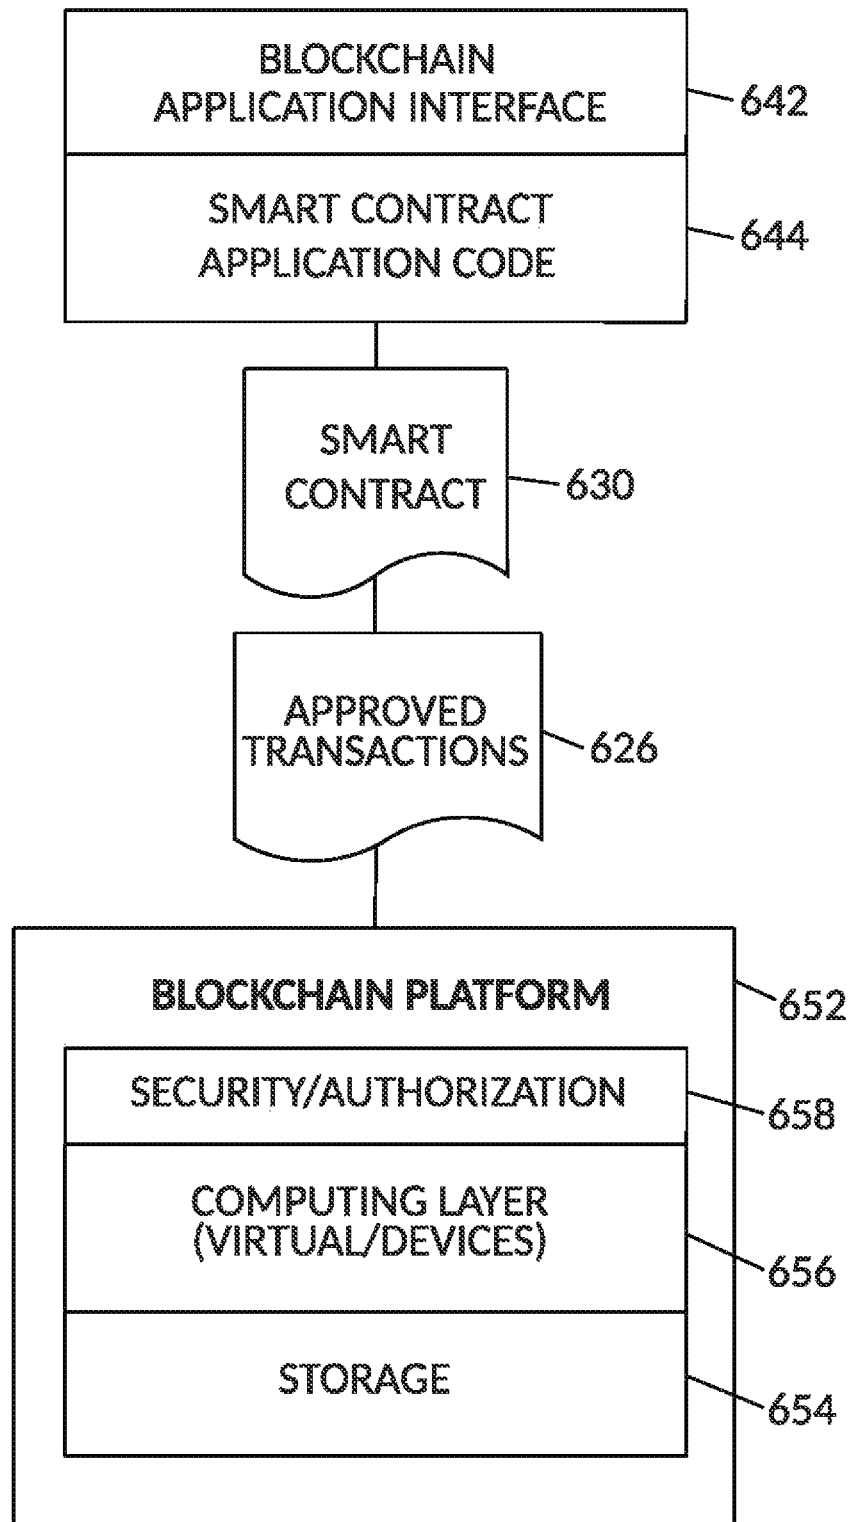 BLOCKCHAIN
APPLICATION INTERFACE
642
SMART CONTRACT
APPLICATION CODE
644
SMART
CONTRACT
630
APPROVED
TRANSACTIONS
626
BLOCKCHAIN PLATFORM
652
SECURITY/AUTHORIZATION
658
COMPUTING LAYER
(VIRTUAL/DEVICES)
656
STORAGE
654